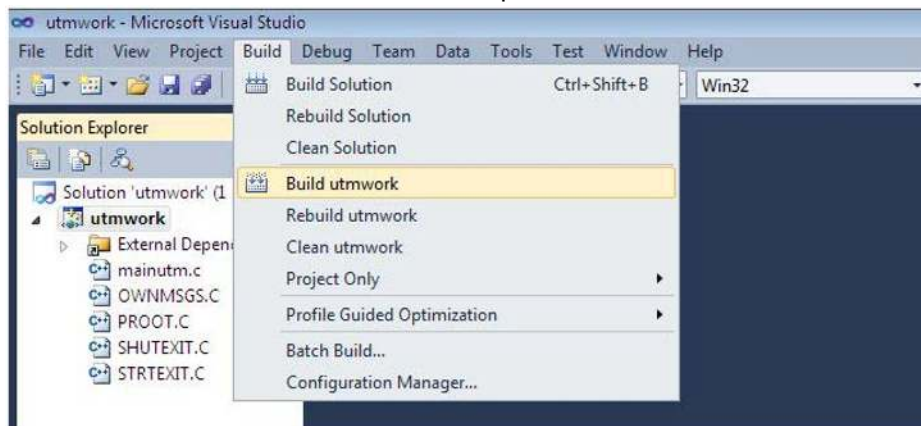 utmwork - Microsoft Visual Studio
File Edit View Project Build Debug Team Data Tools Test Window Help
Win32
Build Solution Ctrl+Shift+B
Rebuild Solution
Clean Solution
Build utmwork
Rebuild utmwork
Clean utmwork
Project Only
Profile Guided Optimization
Batch Build...
Configuration Manager...
Solution Explorer
Solution 'utmwork' (1
utmwork
External Depen
mainutm.c
OWNMSGS.C
PROOT.C
SHUTEXIT.C
STRTEXIT.C